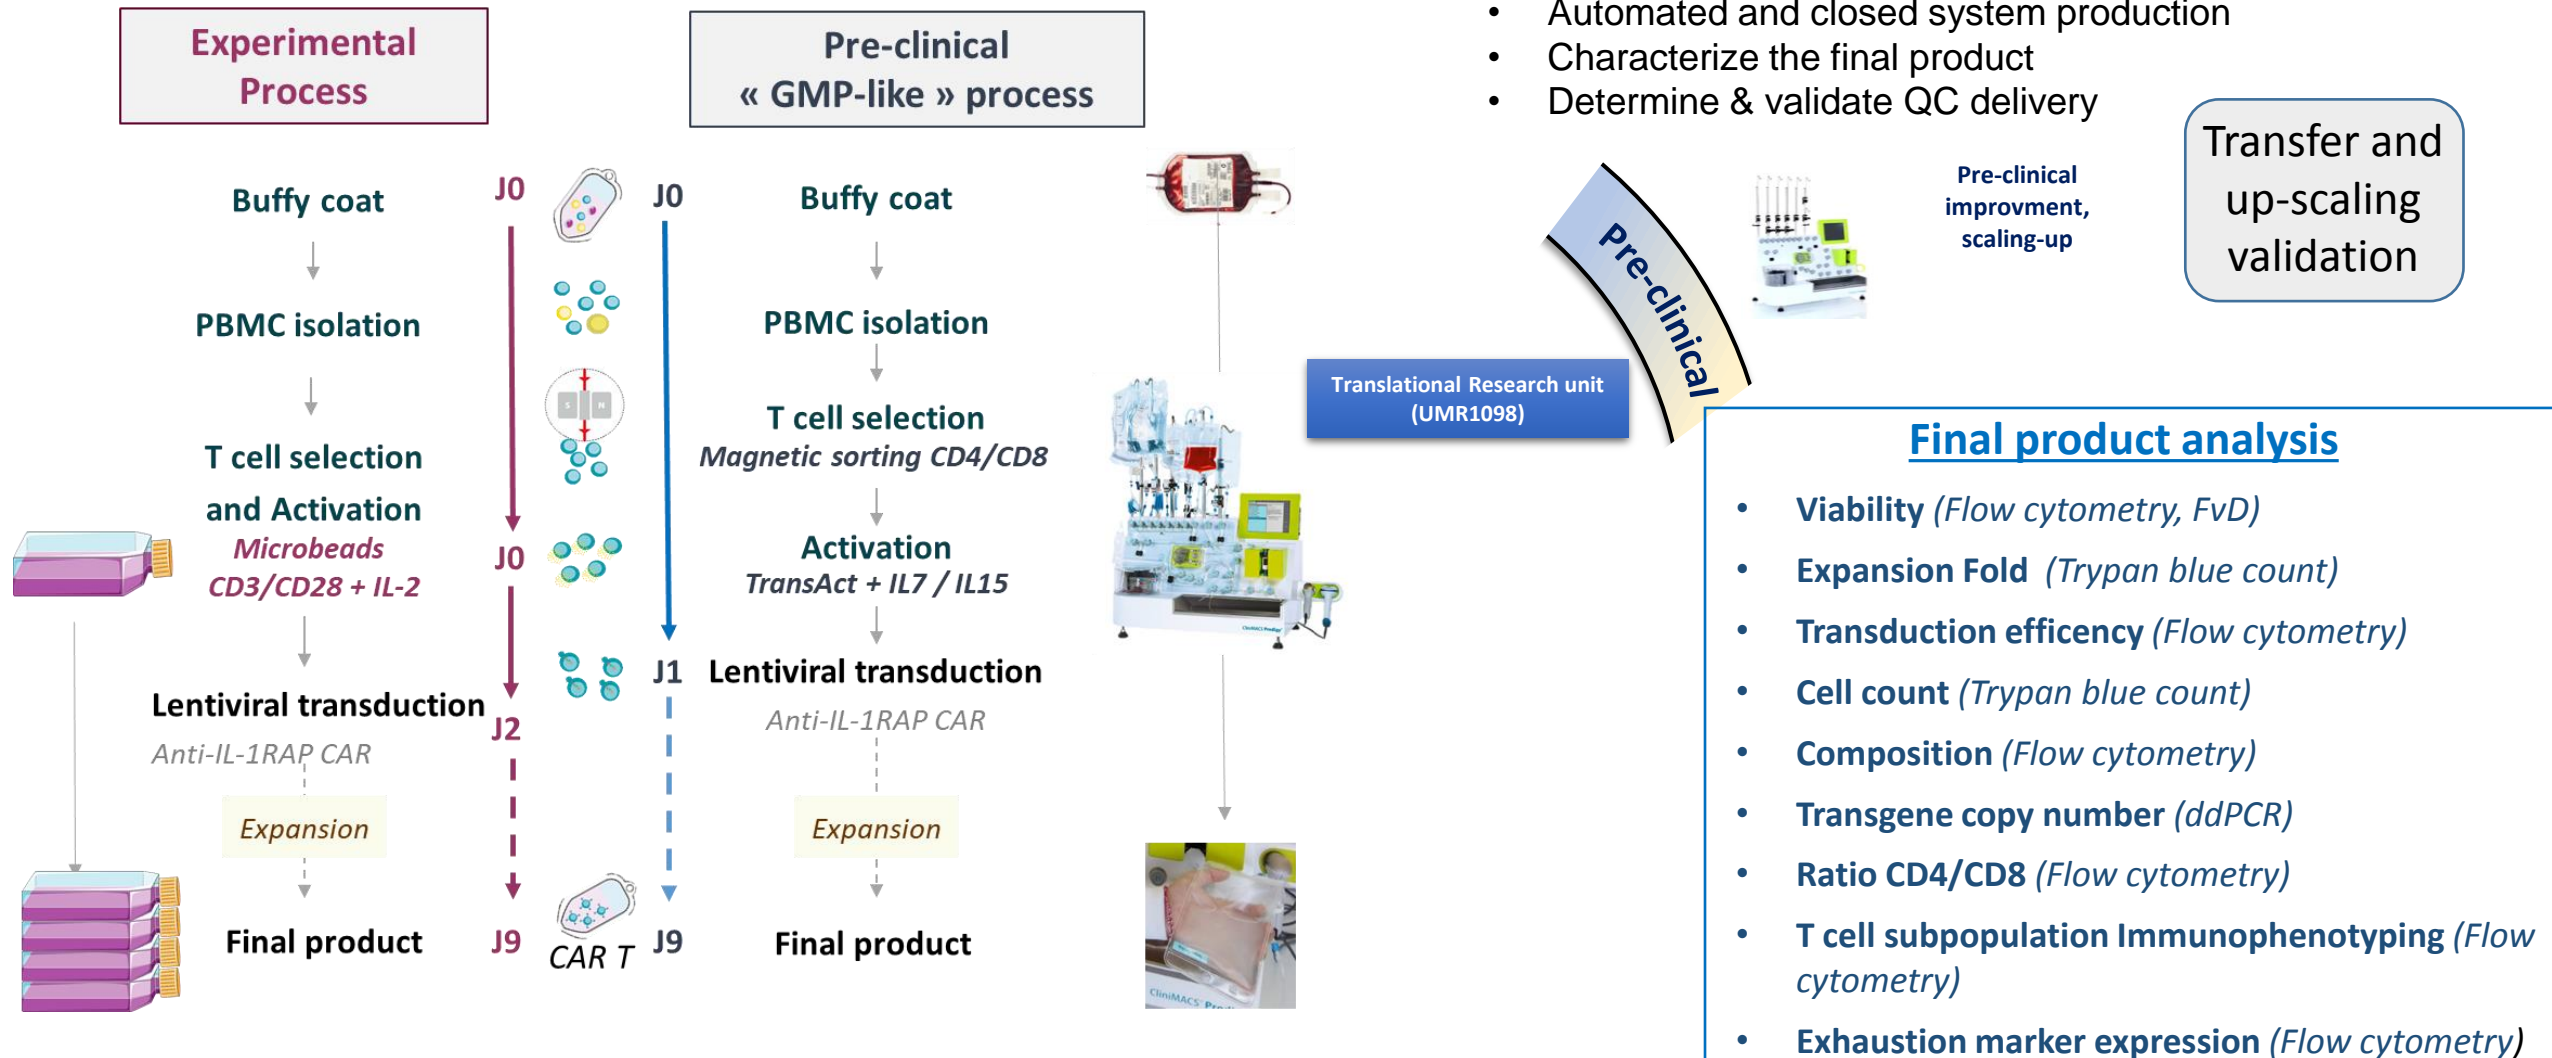 Experimental
Process
Pre-clinical
« GMP-like » process
• Automated and closed system production
• Characterize the final product
• Determine & validate QC delivery
Transfer and
up-scaling
validation
Pre-clinical
improvment,
scaling-up
Pre-clinical
Translational Research unit
(UMR1098)
Buffy coat
PBMC isolation
T cell selection
and Activation
Microbeads
CD3/CD28 + IL-2
Lentiviral transduction
Anti-IL-1RAP CAR
Expansion
Final product
J0
J0
J2
J9
S N
CAR T
J0
J1
J9
Buffy coat
PBMC isolation
T cell selection
Magnetic sorting CD4/CD8
Activation
TransAct + IL7 / IL15
Lentiviral transduction
Anti-IL-1RAP CAR
Expansion
Final product
CliniMACS Prodigy
CliniMACS Pro
Final product analysis
• Viability (Flow cytometry, FvD)
• Expansion Fold (Trypan blue count)
• Transduction efficency (Flow cytometry)
• Cell count (Trypan blue count)
• Composition (Flow cytometry)
• Transgene copy number (ddPCR)
• Ratio CD4/CD8 (Flow cytometry)
• T cell subpopulation Immunophenotyping (Flow
cytometry)
• Exhaustion marker expression (Flow cytometry)